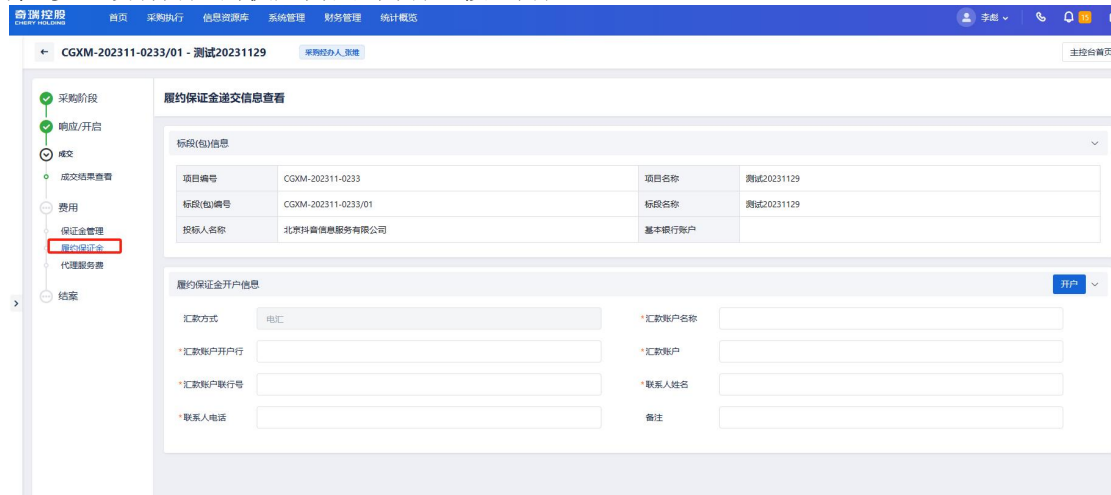 奇瑞控股
CHERY HOLDING
首页 采购执行 信息资源库 系统管理 财务管理 统计概览
李彪
15
CGXM-202311-0233/01 - 测试20231129 采购经办人_张维 主控台首页
采购阶段
响应/开启
成交
成交结果查看
费用
保证金管理
履约保证金
代理服务费
结案
履约保证金递交信息查看
标段(包)信息
项目编号 CGXM-202311-0233 项目名称 测试20231129
标段(包)编号 CGXM-202311-0233/01 标段名称 测试20231129
投标人名称 北京抖音信息服务有限公司 基本银行账户
履约保证金开户信息 开户
汇款方式 电汇 *汇款账户名称
*汇款账户开户行 *汇款账户
*汇款账户联行号 *联系人姓名
*联系人电话 备注